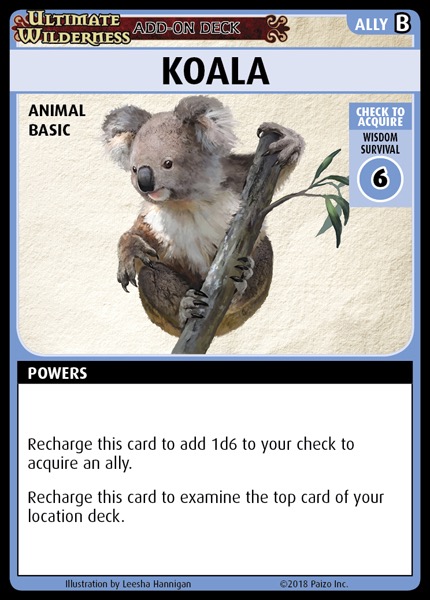 ULTIMATE WILDERNESS ADD-ON DECK
ALLY B
KOALA
ANIMAL
BASIC
CHECK TO
ACQUIRE
WISDOM
SURVIVAL
6
POWERS
Recharge this card to add 1d6 to your check to
acquire an ally.
Recharge this card to examine the top card of your
location deck.
Illustration by Leesha Hannigan ©2018 Paizo Inc.